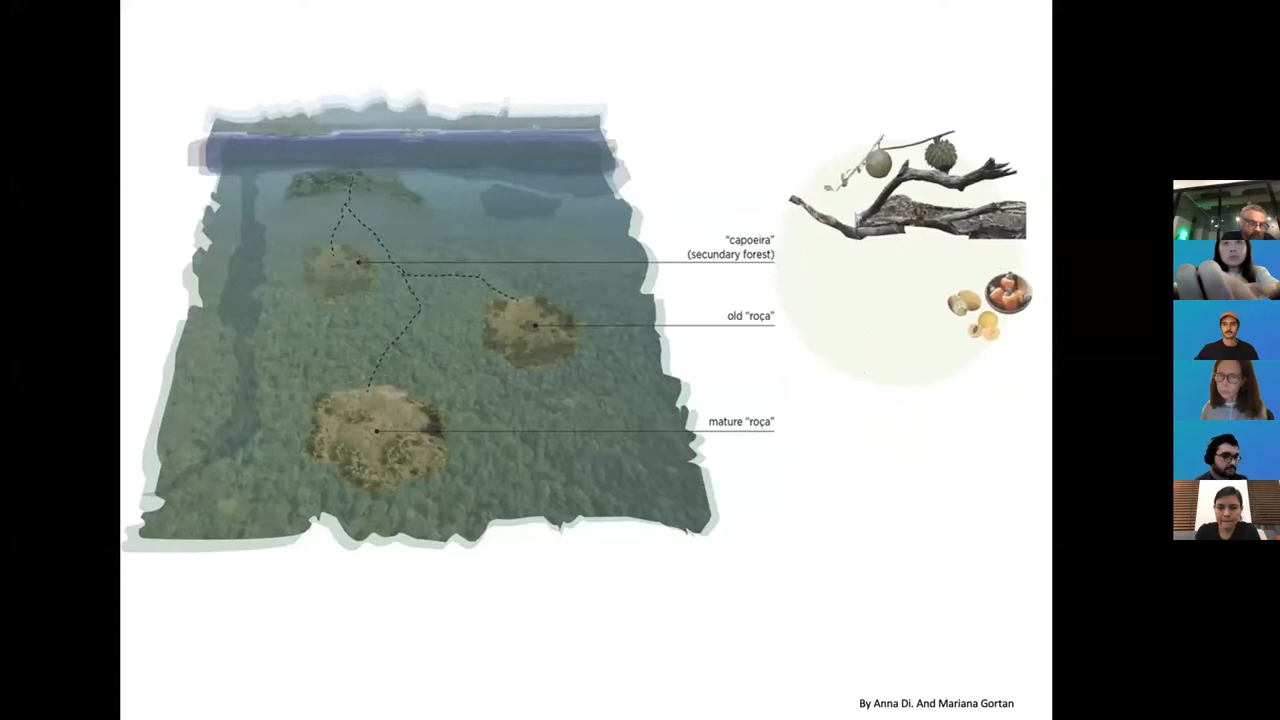 "capoeira"
(secundary forest)
old "roça"
mature "roça"
By Anna Di. And Mariana Gortan